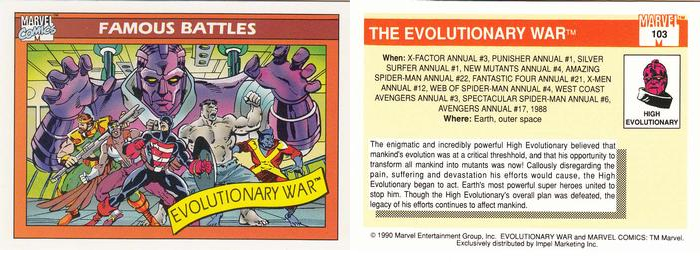 MARVEL
COMICS
FAMOUS BATTLES
EVOLUTIONARY WAR™
THE EVOLUTIONARY WAR™
MARVEL™
103
When: X-FACTOR ANNUAL #3, PUNISHER ANNUAL #1, SILVER
SURFER ANNUAL #1, NEW MUTANTS ANNUAL #4, AMAZING
SPIDER-MAN ANNUAL #22, FANTASTIC FOUR ANNUAL #21, X-MEN
ANNUAL #12, WEB OF SPIDER-MAN ANNUAL #4, WEST COAST
AVENGERS ANNUAL #3, SPECTACULAR SPIDER-MAN ANNUAL #6,
AVENGERS ANNUAL #17, 1988
Where: Earth, outer space
HIGH
EVOLUTIONARY
The enigmatic and incredibly powerful High Evolutionary believed that
mankind's evolution was at a critical threshhold, and that his opportunity to
transform all mankind into mutants was now! Callously disregarding the
pain, suffering and devastation his efforts would cause, the High
Evolutionary began to act. Earth's most powerful super heroes united to
stop him. Though the High Evolutionary's overall plan was defeated, the
legacy of his efforts continues to affect mankind.
© 1990 Marvel Entertainment Group, Inc. EVOLUTIONARY WAR and MARVEL COMICS: TM Marvel.
Exclusively distributed by Impel Marketing Inc.